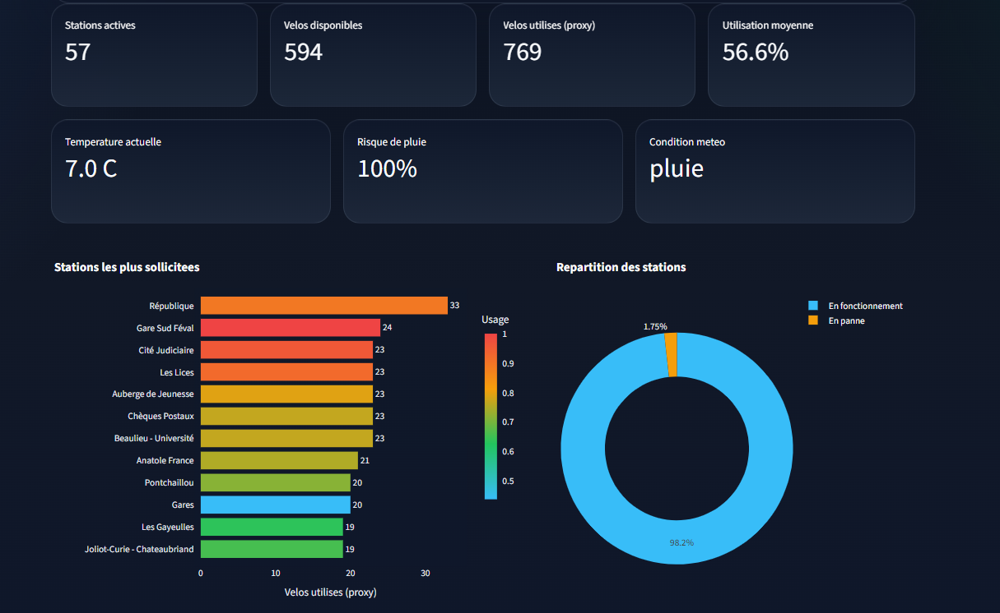 Stations actives
57
Velos disponibles
594
Velos utilises (proxy)
769
Utilisation moyenne
56.6%
Temperature actuelle
7.0 C
Risque de pluie
100%
Condition meteo
pluie
Stations les plus sollicitees
République
33
Gare Sud Féval
24
Cité Judiciaire
23
Les Lices
23
Auberge de Jeunesse
23
Chèques Postaux
23
Beaulieu - Université
23
Anatole France
21
Pontchaillou
20
Gares
20
Les Gayeulles
19
Joliot-Curie - Chateaubriand
19
0
10
20
30
Velos utilises (proxy)
Usage
1
0.9
0.8
0.7
0.6
0.5
Repartition des stations
En fonctionnement
En panne
1.75%
98.2%